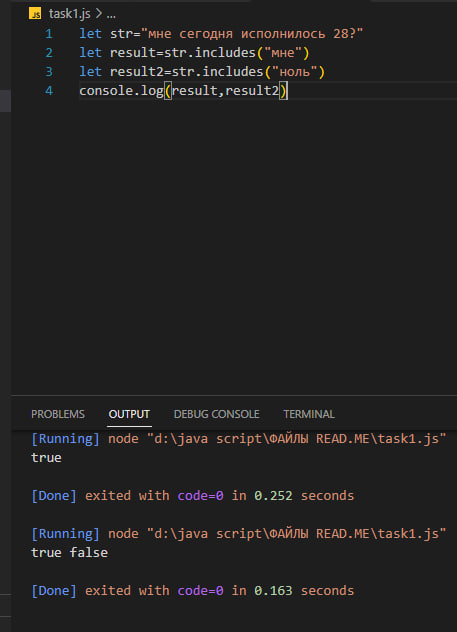 JS task1.js > ...
1 let str="мне сегодня исполнилось 28?"
2 let result=str.includes("мне")
3 let result2=str.includes("ноль")
4 console.log(result,result2)
PROBLEMS OUTPUT DEBUG CONSOLE TERMINAL
[Running] node "d:\java script\ФАЙЛЫ READ.ME\task1.js"
true
[Done] exited with code=0 in 0.252 seconds
[Running] node "d:\java script\ФАЙЛЫ READ.ME\task1.js"
true false
[Done] exited with code=0 in 0.163 seconds